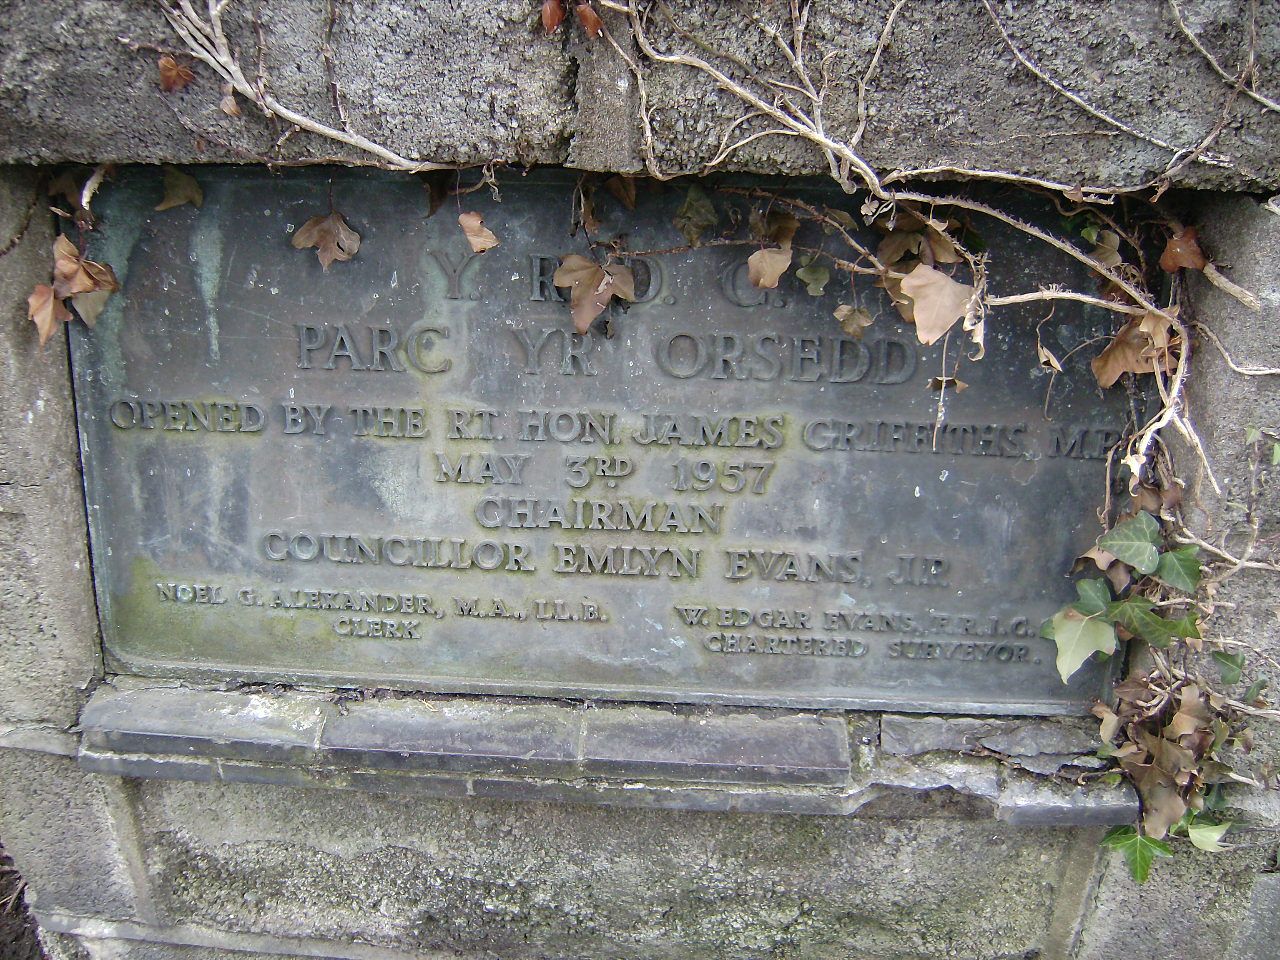 Y. R. D. C.
PARC YR ORSEDD
OPENED BY THE RT. HON. JAMES GRIFFITHS, M.P.
MAY 3RD 1957
CHAIRMAN
COUNCILLOR EMLYN EVANS, J.P.
NOEL G. ALEXANDER, M.A., LL.B. W. EDGAR EVANS, F.R.I.C.S.
CLERK CHARTERED SURVEYOR.